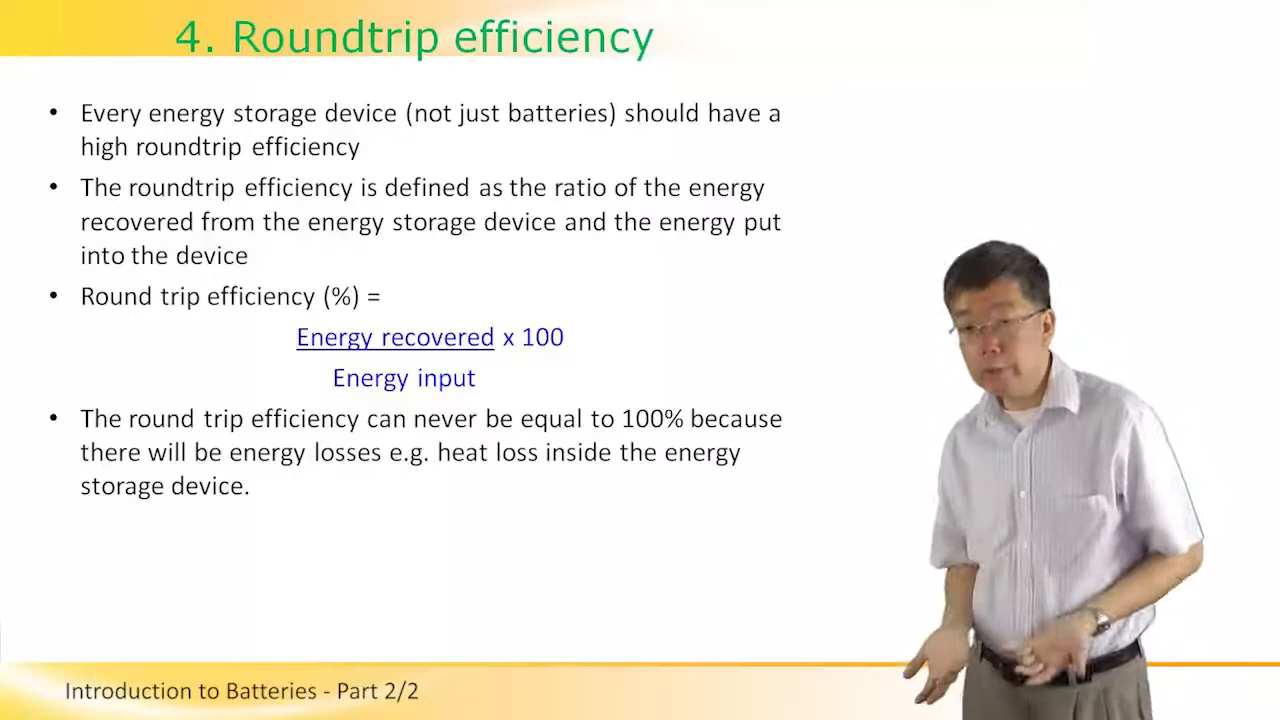 4. Roundtrip efficiency
• Every energy storage device (not just batteries) should have a
high roundtrip efficiency
• The roundtrip efficiency is defined as the ratio of the energy
recovered from the energy storage device and the energy put
into the device
• Round trip efficiency (%) =
Energy recovered x 100
Energy input
• The round trip efficiency can never be equal to 100% because
there will be energy losses e.g. heat loss inside the energy
storage device.
Introduction to Batteries - Part 2/2